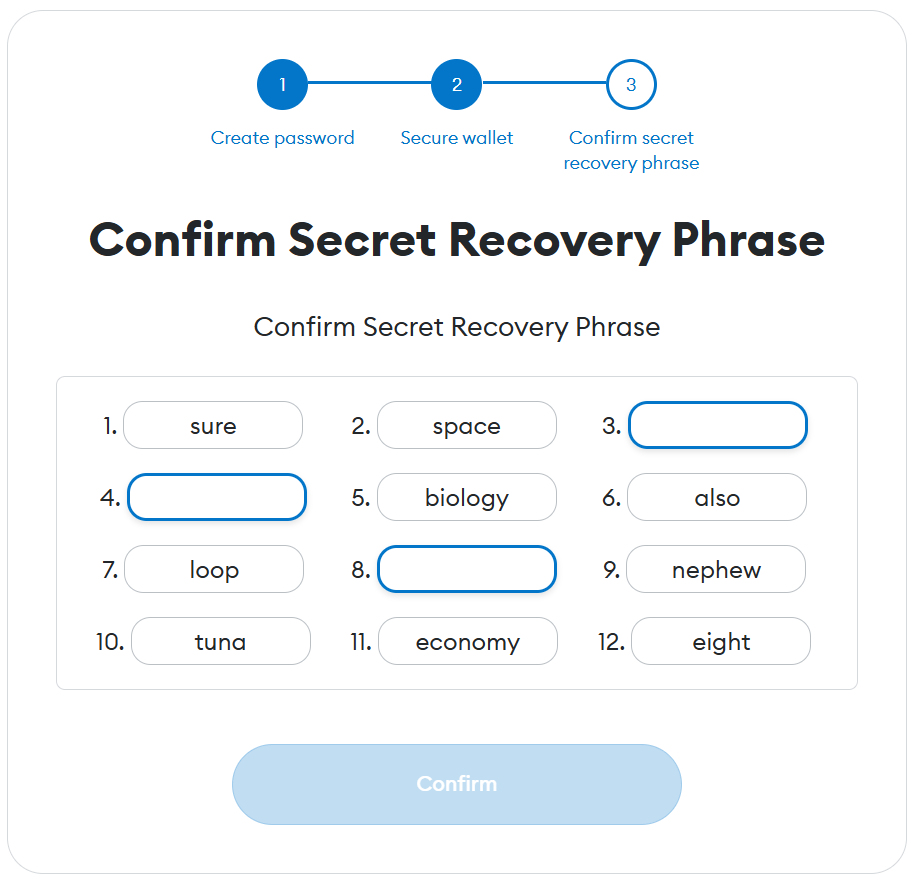 1 2 3
Create password Secure wallet Confirm secret
recovery phrase
Confirm Secret Recovery Phrase
Confirm Secret Recovery Phrase
1. sure 2. space 3.
4. 5. biology 6. also
7. loop 8. 9. nephew
10. tuna 11. economy 12. eight
Confirm